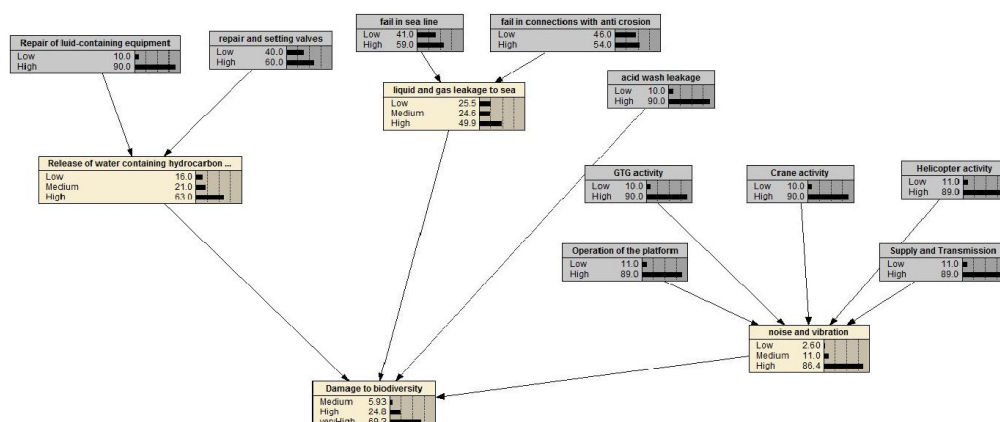 Repair of luid-containing equipment
Low 10.0
High 90.0
repair and setting valves
Low 40.0
High 60.0
fail in sea line
Low 41.0
High 59.0
fail in connections with anti crosion
Low 46.0
High 54.0
liquid and gas leakage to sea
Low 25.5
Medium 24.6
High 49.9
acid wash leakage
Low 10.0
High 90.0
Release of water containing hydrocarbon ...
Low 16.0
Medium 21.0
High 63.0
GTG activity
Low 10.0
High 90.0
Crane activity
Low 10.0
High 90.0
Helicopter activity
Low 11.0
High 89.0
Operation of the platform
Low 11.0
High 89.0
Supply and Transmission
Low 11.0
High 89.0
noise and vibration
Low 2.60
Medium 11.0
High 86.4
Damage to biodiversity
Medium 5.93
High 24.8
veryHigh 69.2